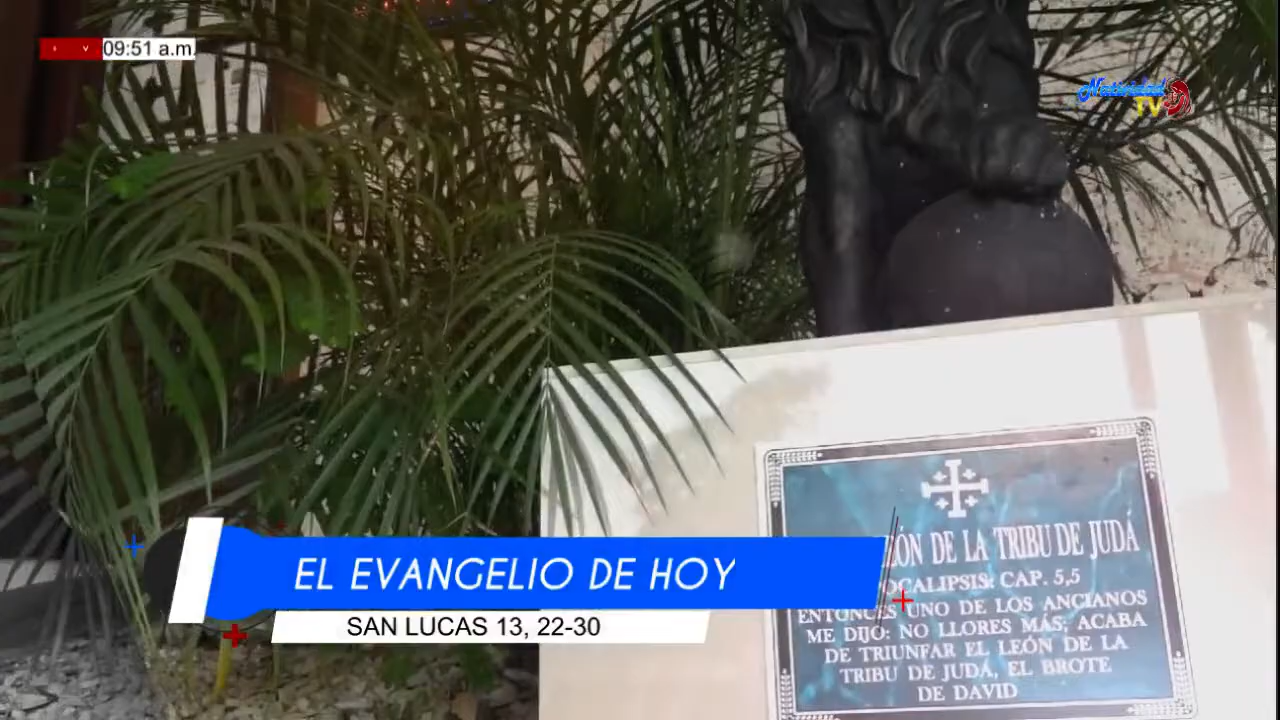 09:51 a.m.
Natividad
TV
EL EVANGELIO DE HOY
SAN LUCAS 13, 22-30
DE LA TRIBU DE JUDÁ
CAP. 5,5
ENTONCES UNO DE LOS ANCIANOS
ME DIJO: NO LLORES MÁS; ACABA
DE TRIUNFAR EL LEÓN DE LA
TRIBU DE JUDÁ, EL BROTE
DE DAVID